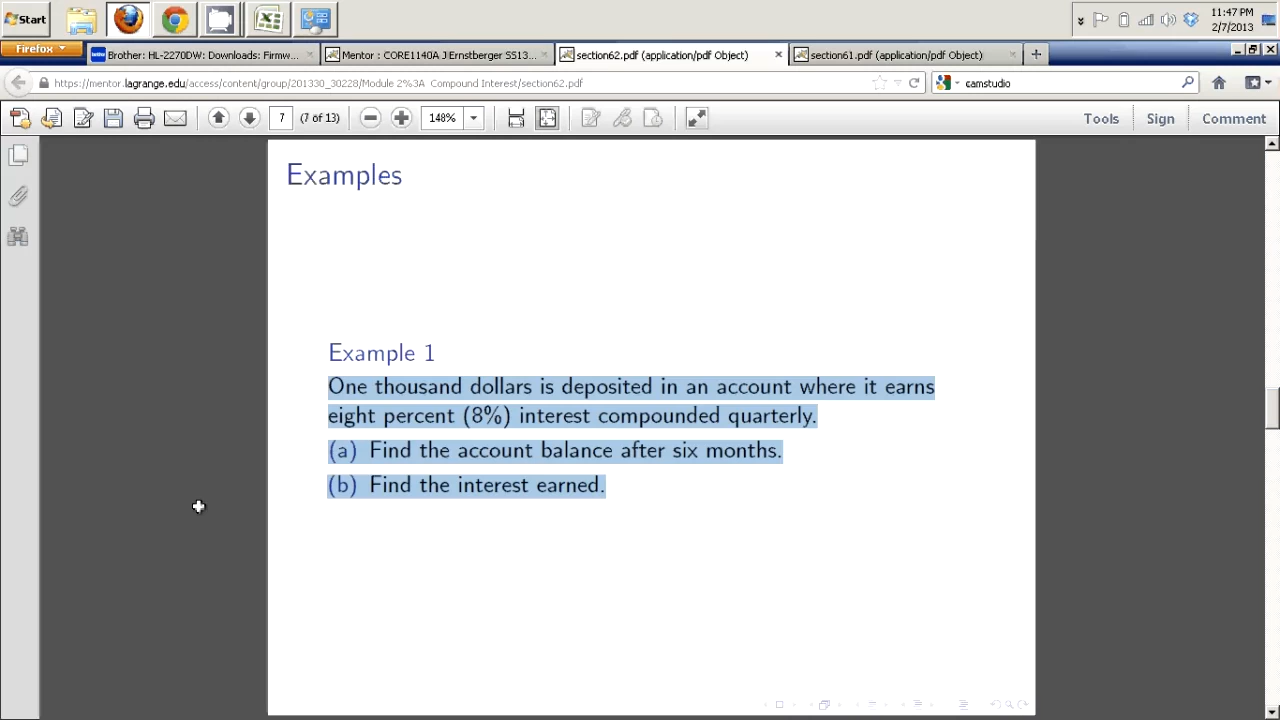 Start
11:47 PM
2/7/2013
Firefox
Brother: HL-2270DW: Downloads: Firmw...
Mentor : CORE1140A J Ernstberger SS13...
section62.pdf (application/pdf Object)
section61.pdf (application/pdf Object)
https://mentor.lagrange.edu/access/content/group/201330_30228/Module 2%3A Compound Interest/section62.pdf
camstudio
7 (7 of 13)
148%
Tools Sign Comment
Examples
Example 1
One thousand dollars is deposited in an account where it earns
eight percent (8%) interest compounded quarterly.
(a) Find the account balance after six months.
(b) Find the interest earned.